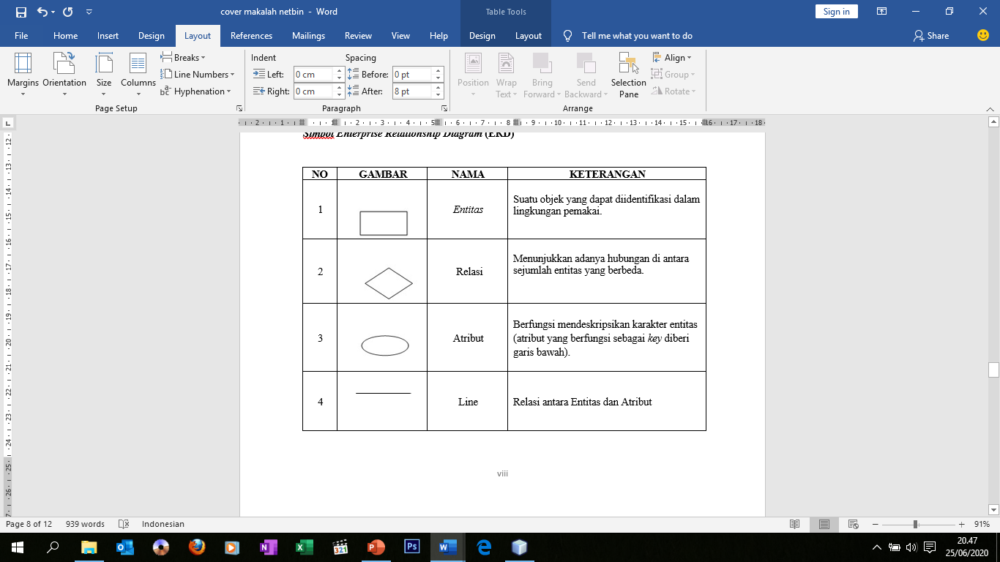 cover makalah netbin - Word
Table Tools
Sign in
File Home Insert Design Layout References Mailings Review View Help Design Layout Tell me what you want to do Share
Margins Orientation Size Columns
Breaks
Line Numbers
Hyphenation
Page Setup
Indent Spacing
Left: 0 cm Before: 0 pt
Right: 0 cm After: 8 pt
Paragraph
Position
Wrap Text
Bring Forward
Send Backward
Selection Pane
Align
Group
Rotate
Arrange
Simbol Enterprise Relationship Diagram (ERD)
NO GAMBAR NAMA KETERANGAN
1 Entitas Suatu objek yang dapat diidentifikasi dalam
lingkungan pemakai.
2 Relasi Menunjukkan adanya hubungan di antara
sejumlah entitas yang berbeda.
3 Atribut Berfungsi mendeskripsikan karakter entitas
(atribut yang berfungsi sebagai key diberi
garis bawah).
4 Line Relasi antara Entitas dan Atribut
viii
Page 8 of 12 939 words Indonesian 91%
20.47
25/06/2020